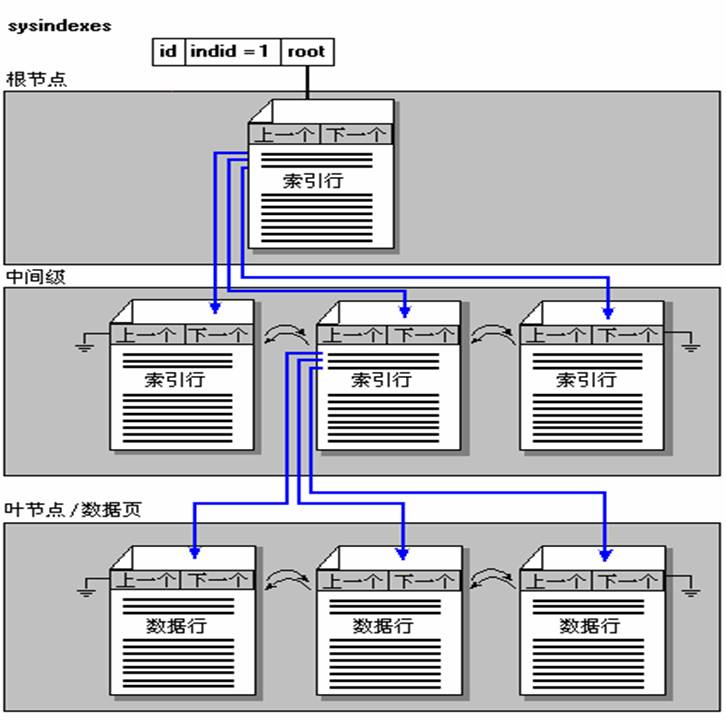 sysindexes
id indid = 1 root
根节点
上一个 下一个
索引行
中间级
上一个 下一个 上一个 下一个 上一个 下一个
索引行 索引行 索引行
叶节点 / 数据页
上一个 下一个 上一个 下一个 上一个 下一个
数据行 数据行 数据行